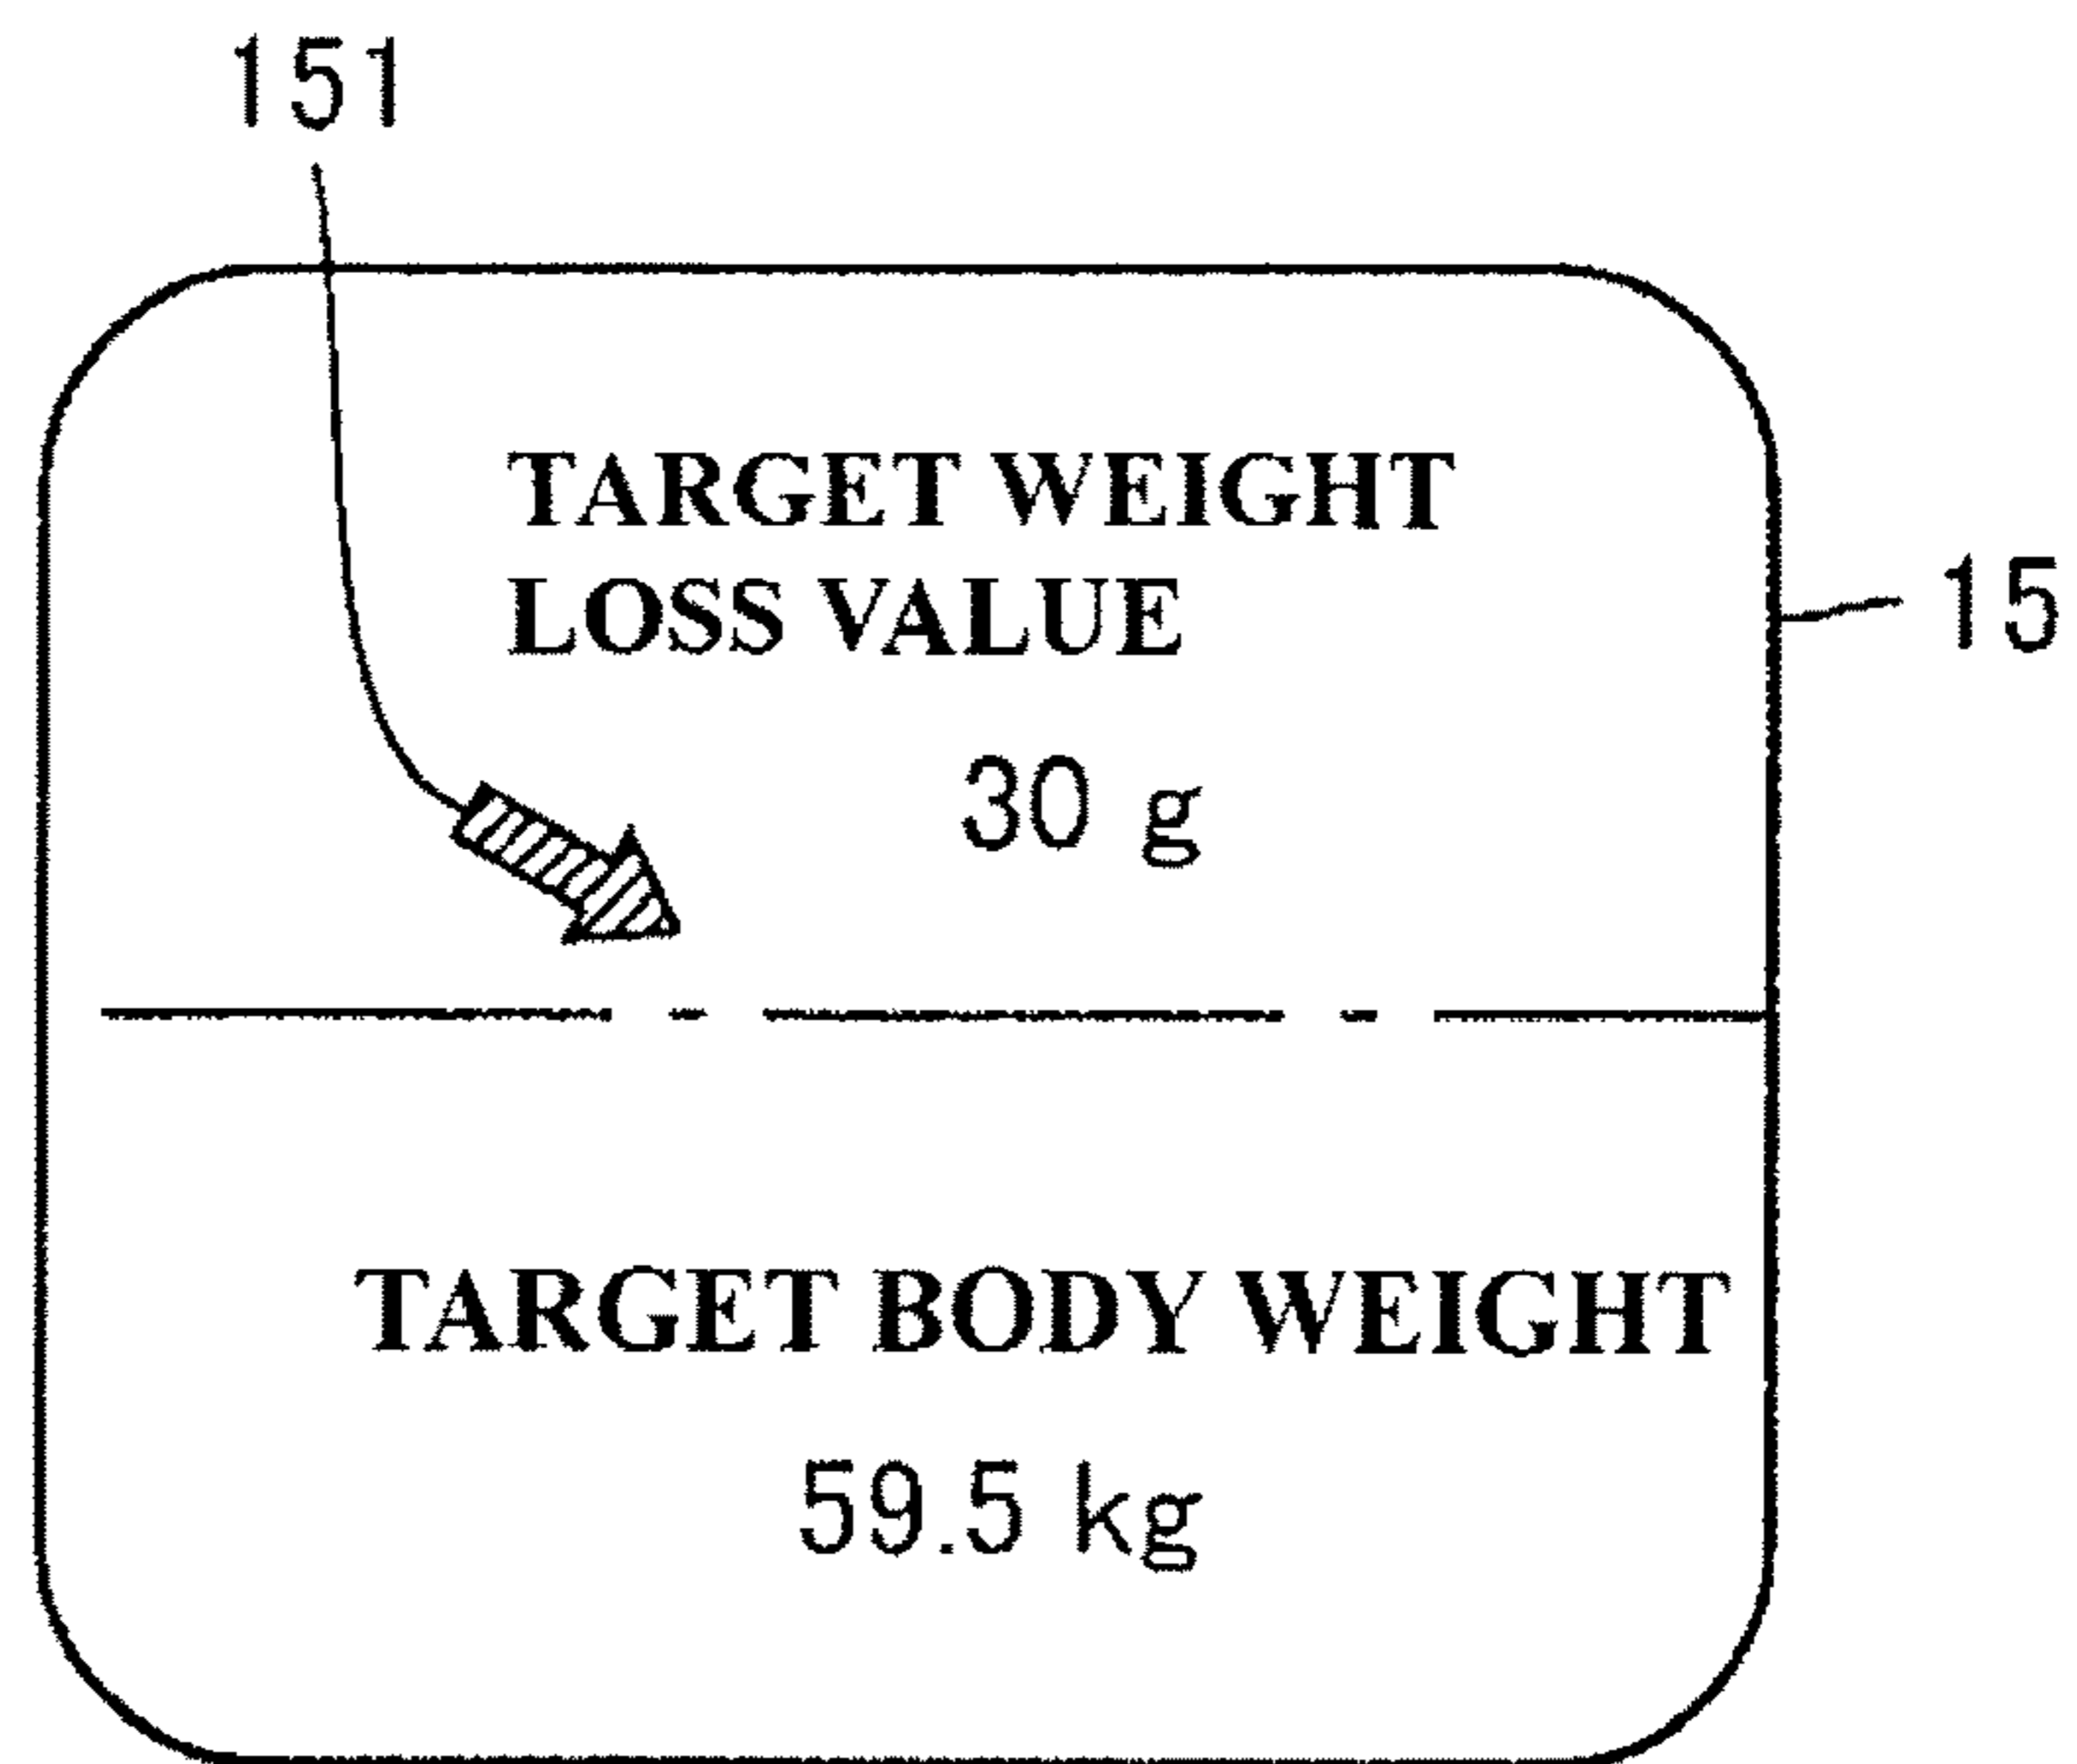 151
TARGET WEIGHT
LOSS VALUE
15
30 g
TARGET BODY WEIGHT
59.5 kg